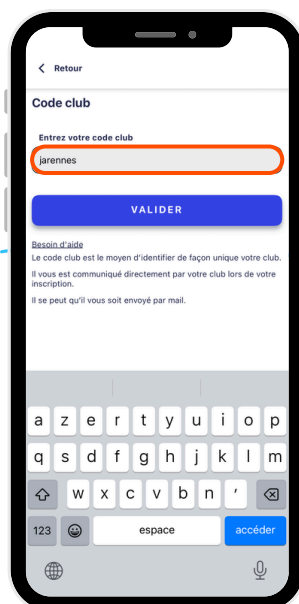 Retour
Code club
Entrez votre code club
jarennes
VALIDER
Besoin d'aide
Le code club est le moyen d'identifier de façon unique votre club.
Il vous est communiqué directement par votre club lors de votre
inscription.
Il se peut qu'il vous soit envoyé par mail.
a z e r t y u i o p
q s d f g h j k l m
w x c v b n '
123 espace accéder